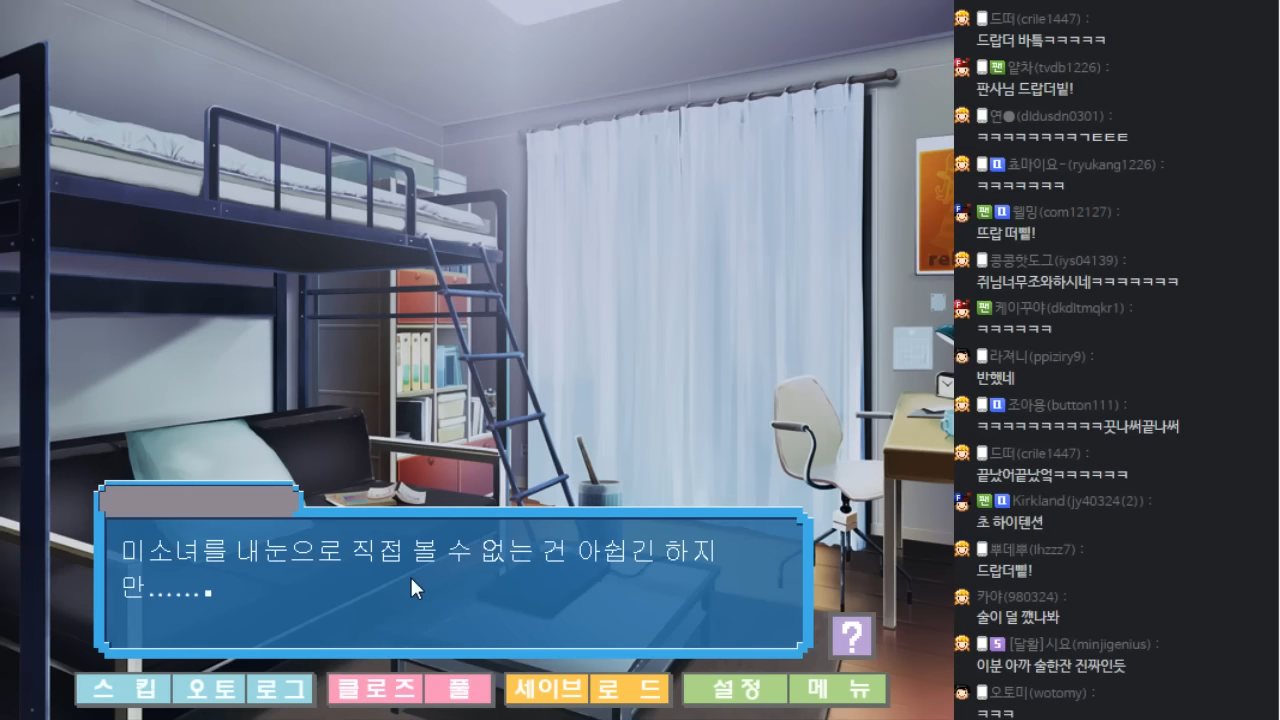 드떠(crile1447) :
드랍더 바틐ㅋㅋㅋㅋㅋ
팬 얕차(tvdb1226) :
판사님 드랍더빝!
연●(dldusdn0301) :
ㅋㅋㅋㅋㅋㅋㅋㅋㄱㅌㅌㅌ
쵸마이요~(ryukang1226) :
ㅋㅋㅋㅋㅋㅋㅋ
팬 뤨밍(com12127) :
뜨랍 떠삩!
콩콩핫도그(iys04139) :
쥐님너무조와하시네ㅋㅋㅋㅋㅋㅋㅋ
팬 케이꾸야(dkdltmqkr1) :
ㅋㅋㅋㅋㅋㅋ
라져니(ppiziry9) :
반했네
조아용(button111) :
ㅋㅋㅋㅋㅋㅋㅋㅋㅋㅋ끗나써끝나써
드떠(crile1447) :
끝났어끝났엌ㅋㅋㅋㅋㅋㅋ
팬 Kirkland(jy40324(2)) :
초 하이텐션
뿌데뿌(lhzzz7) :
드랍더삩!
카야(980324) :
술이 덜 깼나봐
S [달활]시요(minjigenius) :
이분 아까 술한잔 진짜인듯
오토미(wotomy) :
ㅋㅋㅋ
re
미소녀를 내눈으로 직접 볼 수 없는 건 아쉽긴 하지
만......
?
스킵 오토 로그 클로즈 풀 세이브 로드 설정 메뉴